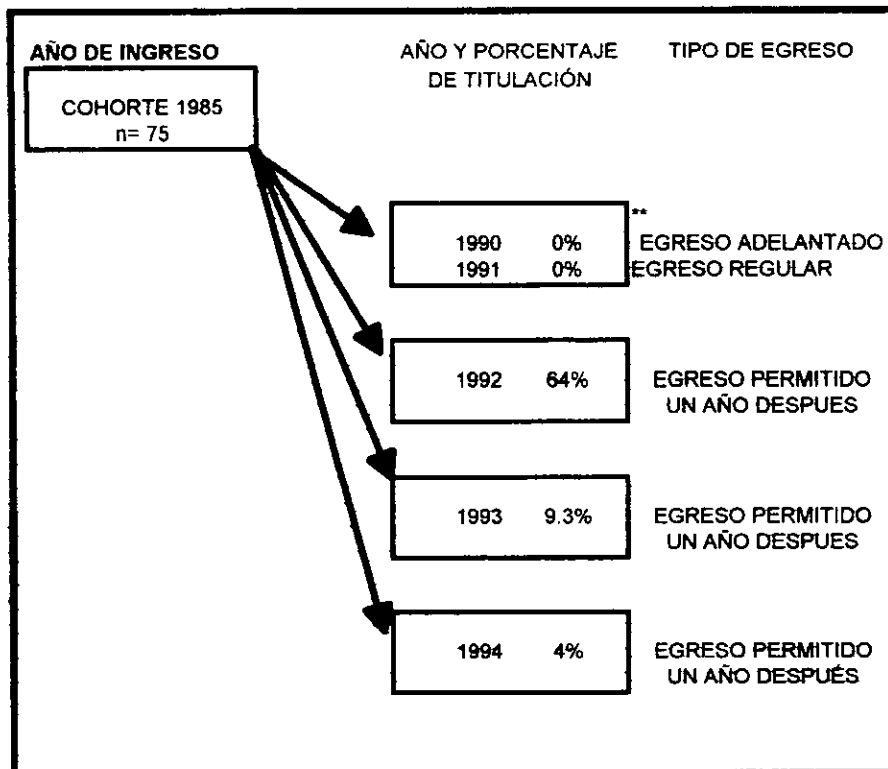 AÑO DE INGRESO
AÑO Y PORCENTAJE
DE TITULACIÓN
TIPO DE EGRESO
COHORTE 1985
n= 75
**
1990 0% EGRESO ADELANTADO
1991 0% EGRESO REGULAR
1992 64% EGRESO PERMITIDO
UN AÑO DESPUES
1993 9.3% EGRESO PERMITIDO
UN AÑO DESPUES
1994 4% EGRESO PERMITIDO
UN AÑO DESPUÉS